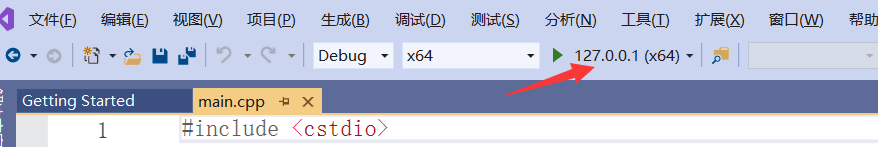 文件(F) 编辑(E) 视图(V) 项目(P) 生成(B) 调试(D) 测试(S) 分析(N) 工具(T) 扩展(X) 窗口(W) 帮助
Debug x64 127.0.0.1 (x64)
Getting Started main.cpp
1 #include <cstdio>